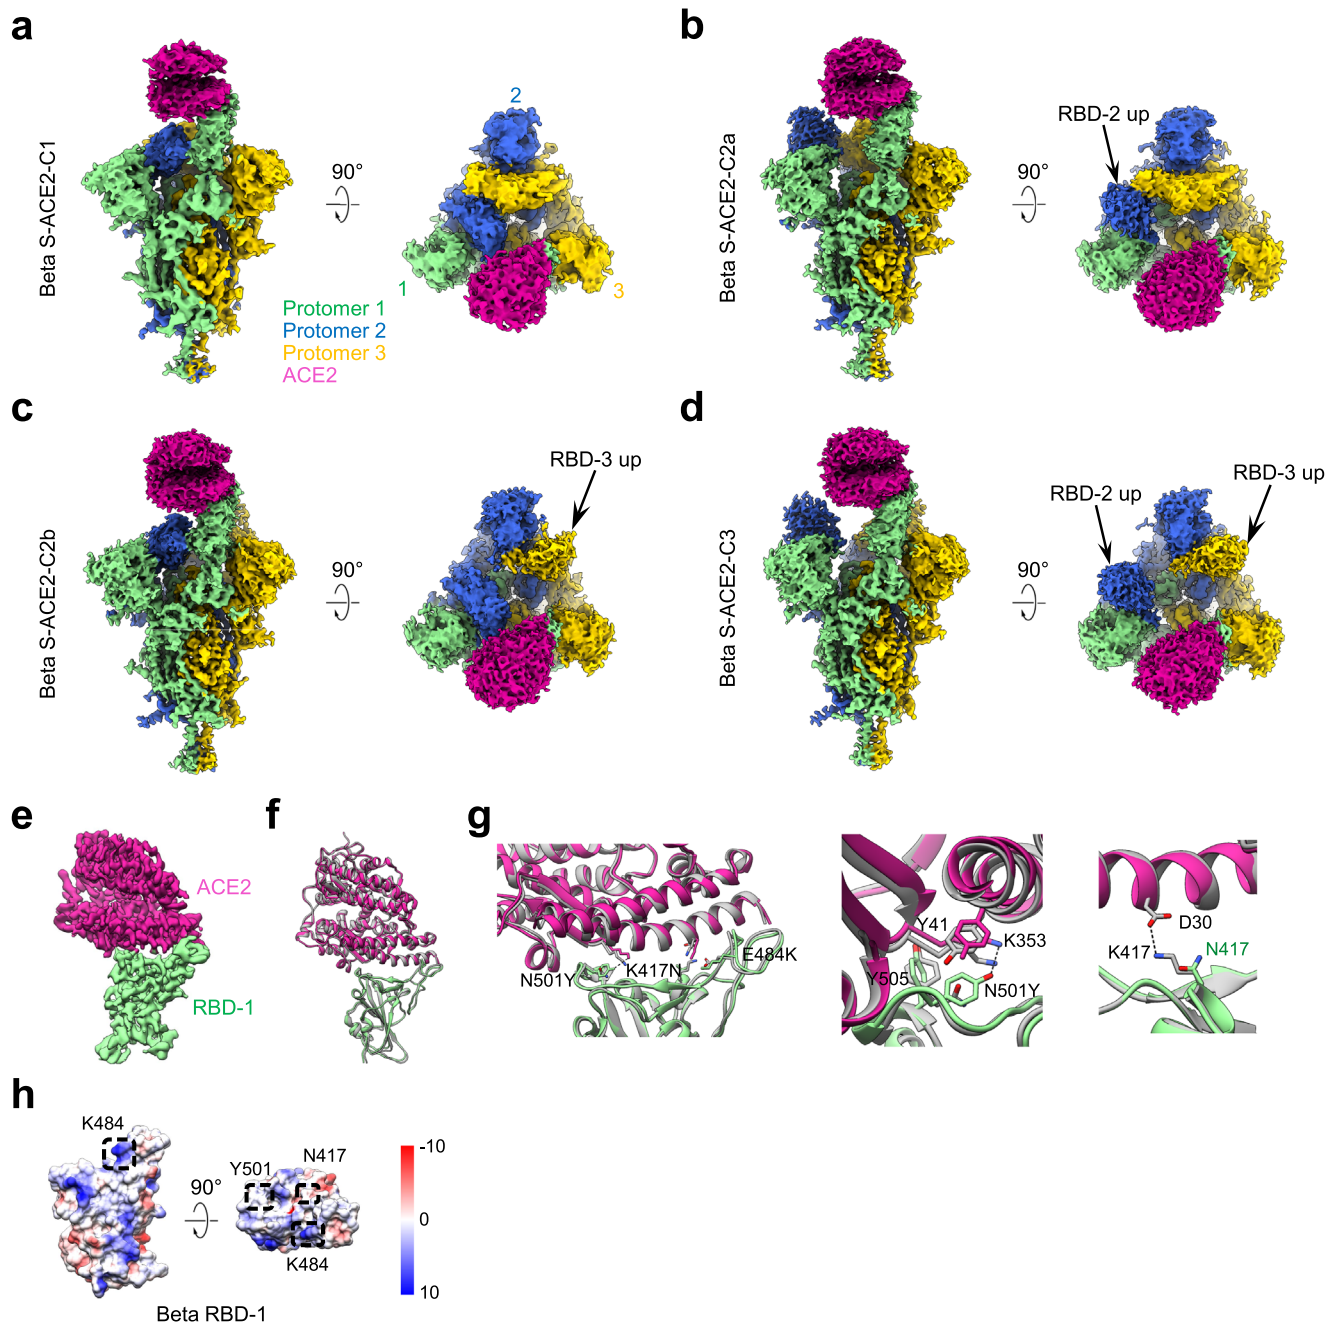 a
Beta S-ACE2-C1
90°
2
1
3
Protomer 1
Protomer 2
Protomer 3
ACE2
b
Beta S-ACE2-C2a
90°
RBD-2 up
c
Beta S-ACE2-C2b
90°
RBD-3 up
d
Beta S-ACE2-C3
90°
RBD-2 up
RBD-3 up
e
ACE2
RBD-1
f
g
N501Y
K417N
E484K
Y41
K353
Y505
N501Y
D30
K417
N417
h
K484
90°
Y501
N417
K484
-10
0
10
Beta RBD-1